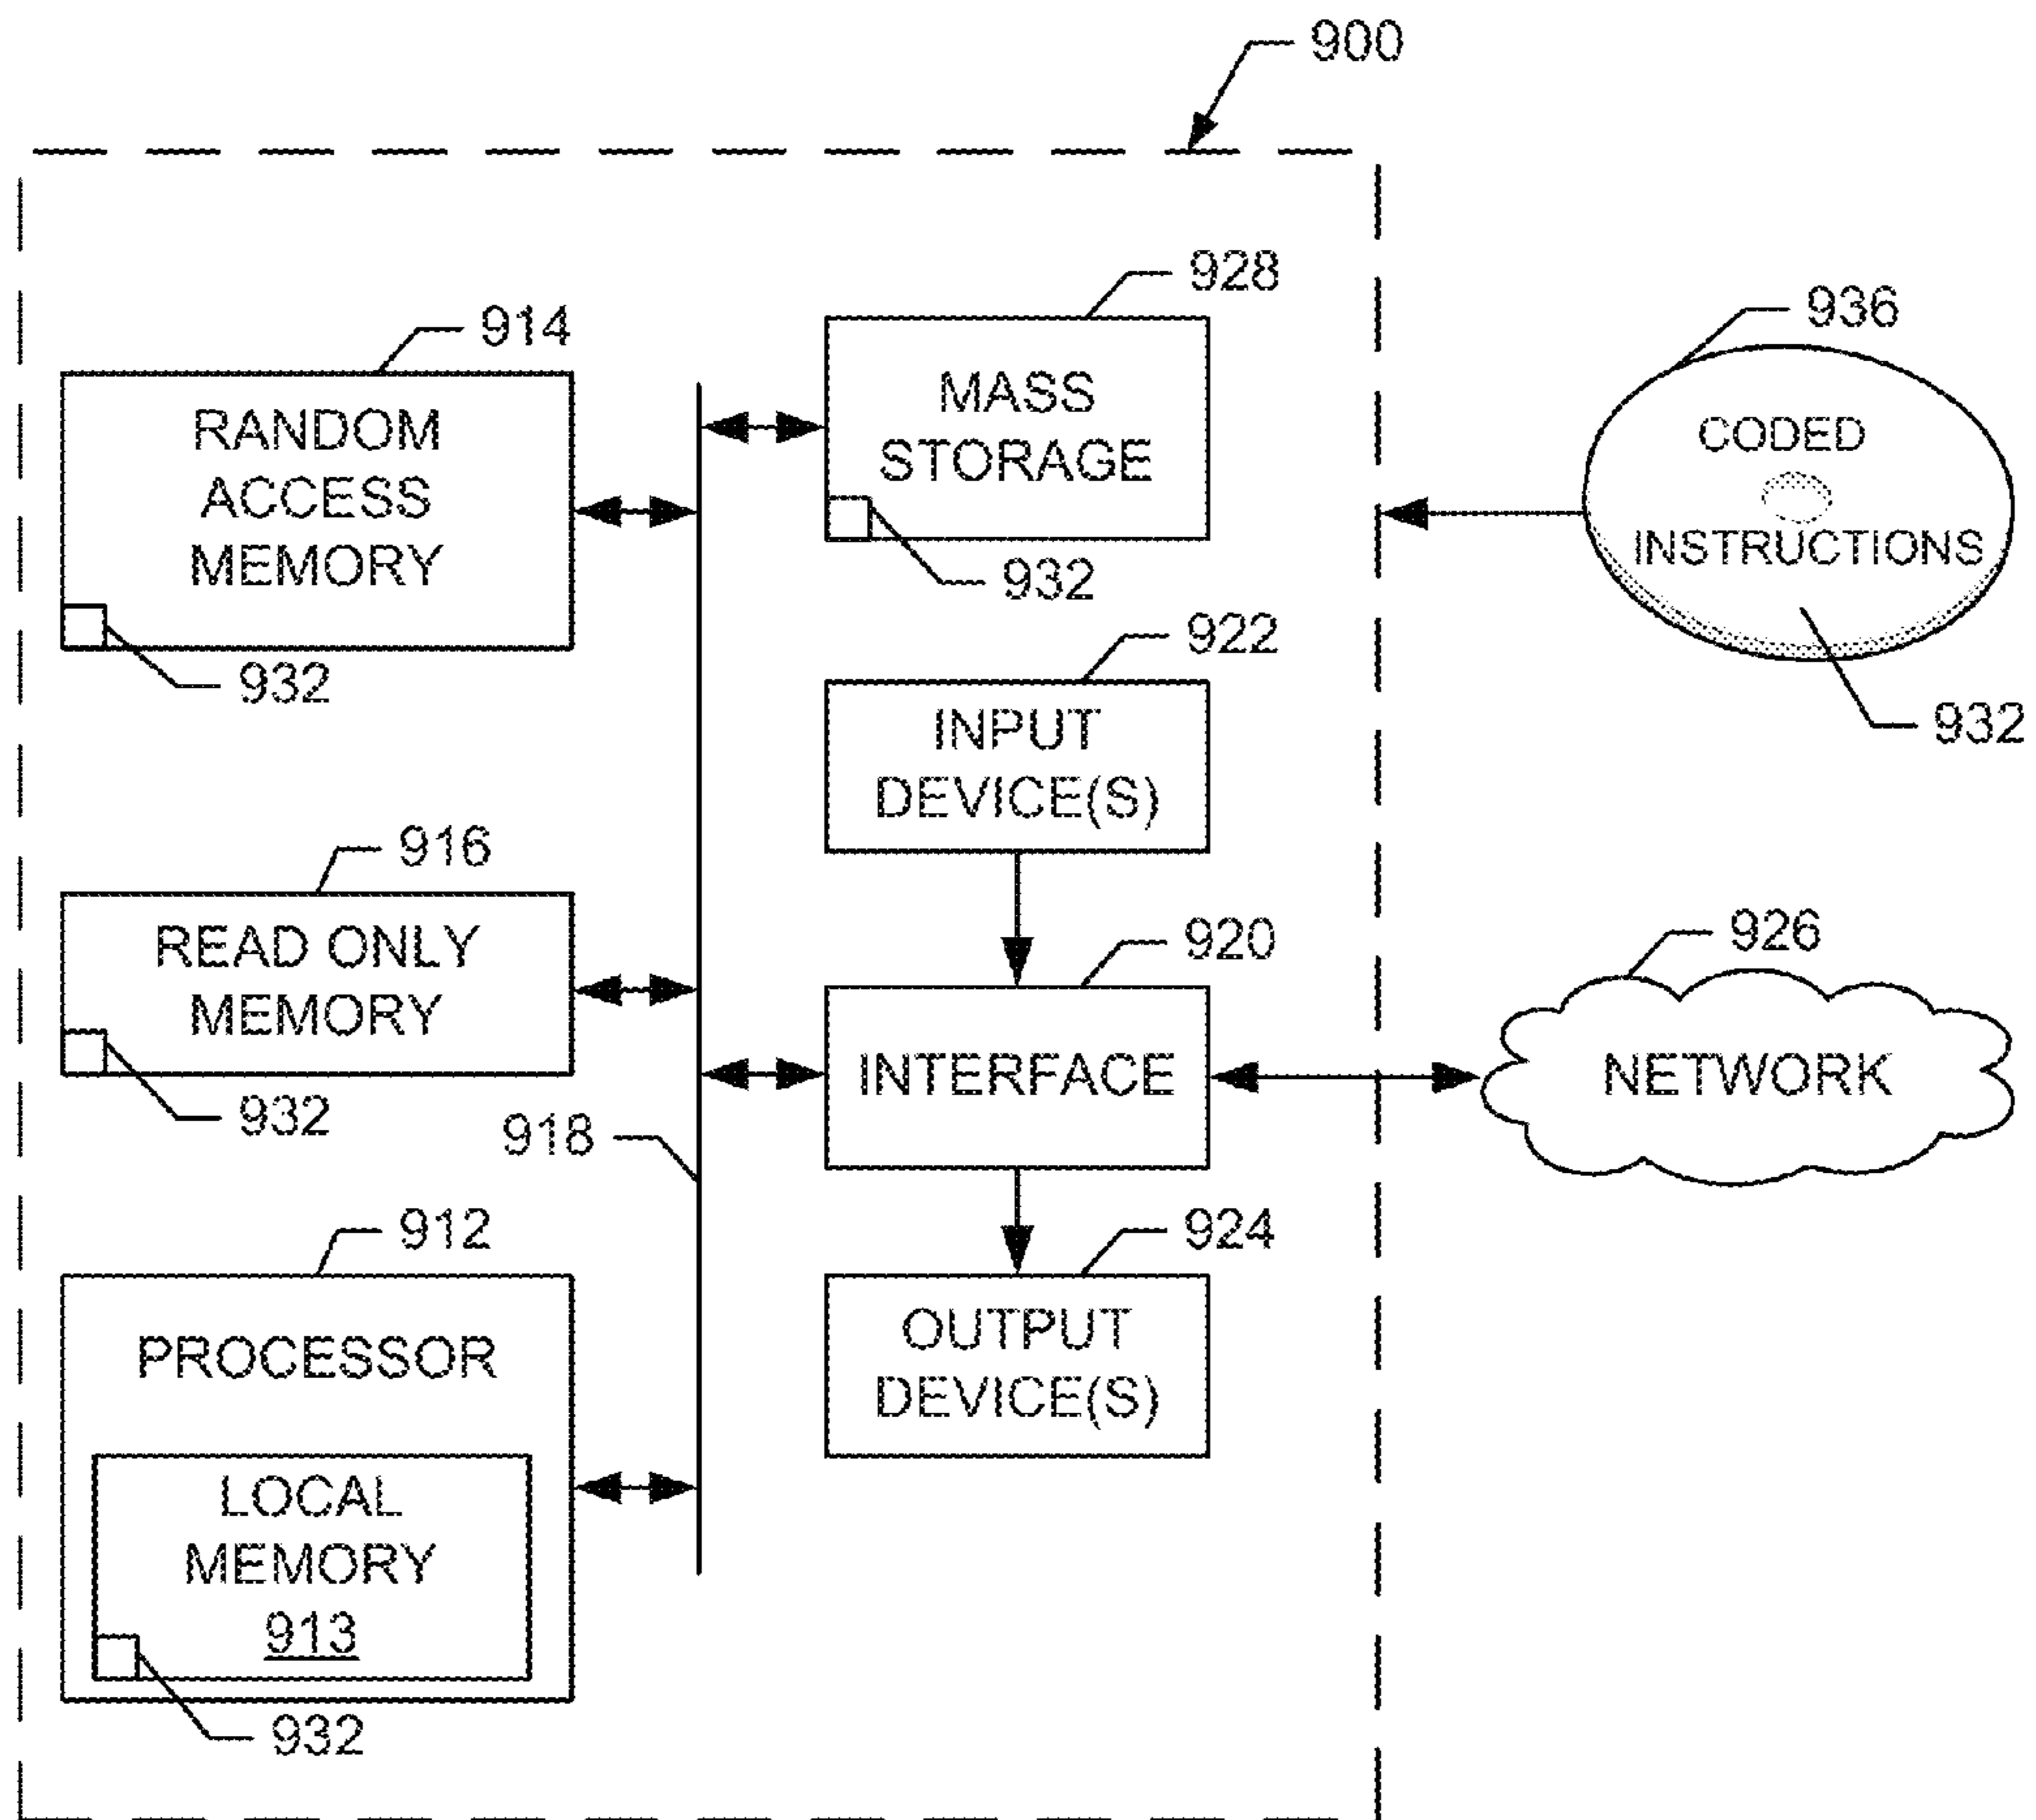 900
928
914
936
MASS
STORAGE
RANDOM
ACCESS
MEMORY
CODED
INSTRUCTIONS
932
932
922
932
INPUT
DEVICE(S)
916
920
926
READ ONLY
MEMORY
INTERFACE
NETWORK
932
918
912
924
PROCESSOR
OUTPUT
DEVICE(S)
LOCAL
MEMORY
913
932